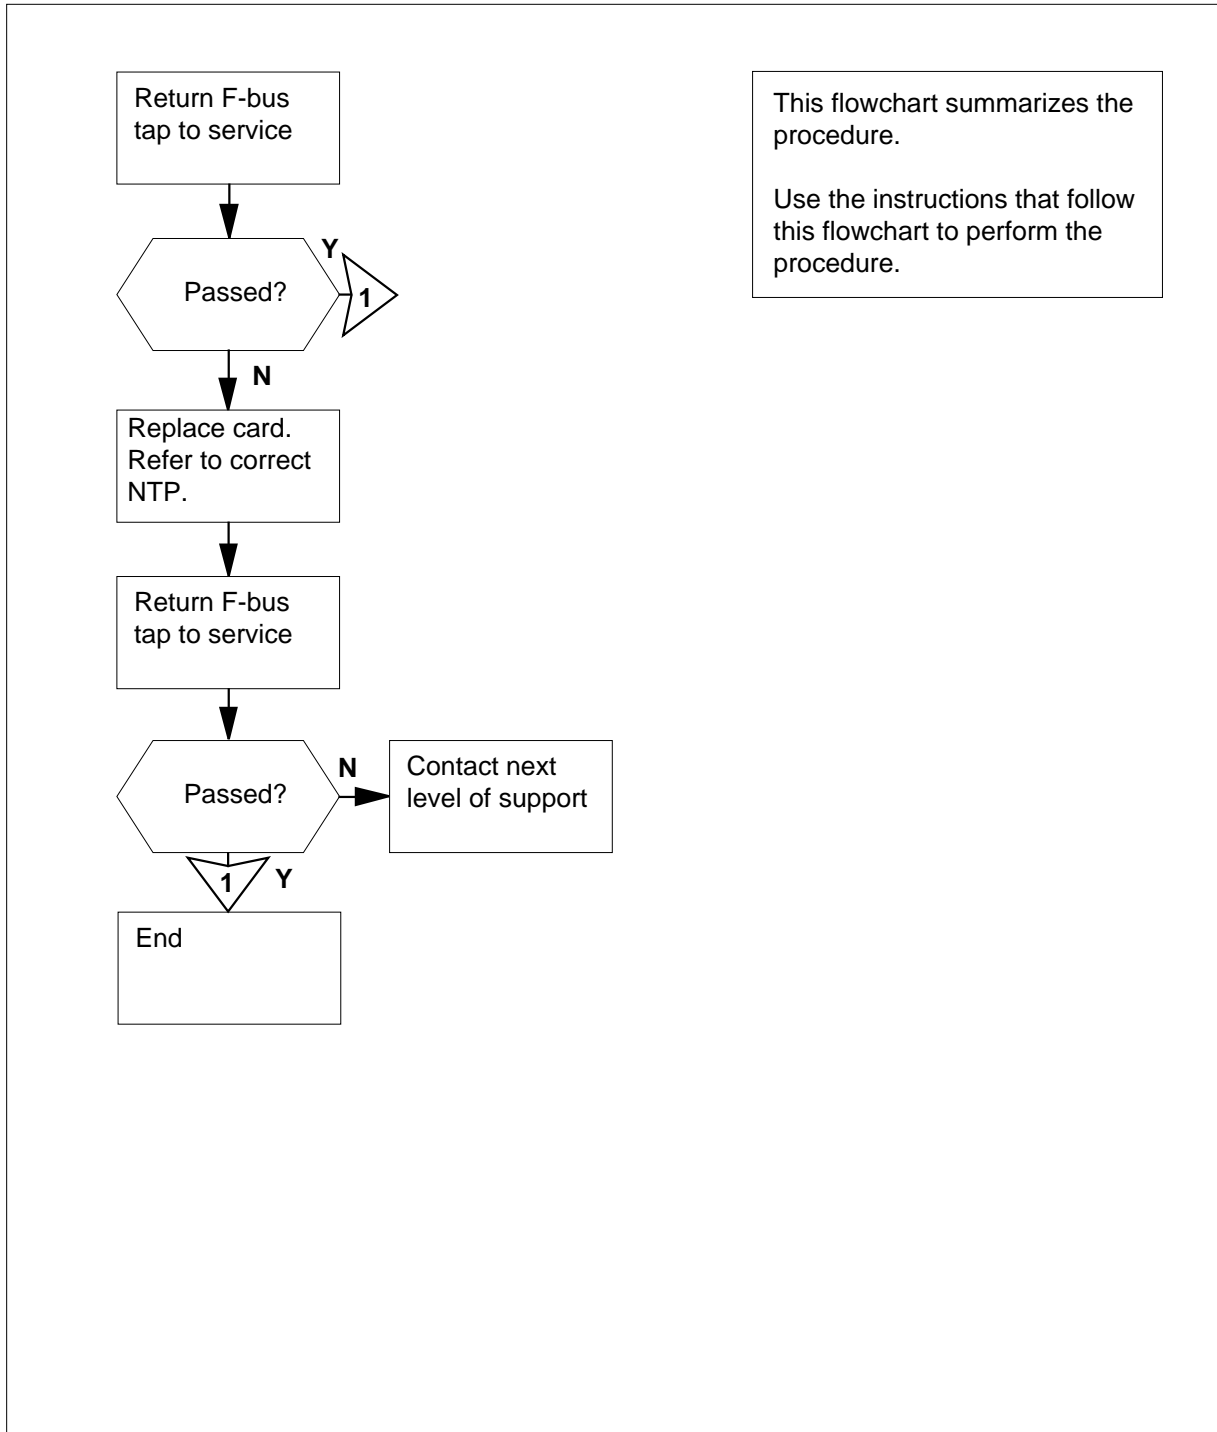 Return F-bus
tap to service
This flowchart summarizes the
procedure.
Use the instructions that follow
this flowchart to perform the
procedure.
Passed?
Y
1
N
Replace card.
Refer to correct
NTP.
Return F-bus
tap to service
Passed?
N
Contact next
level of support
1
Y
End